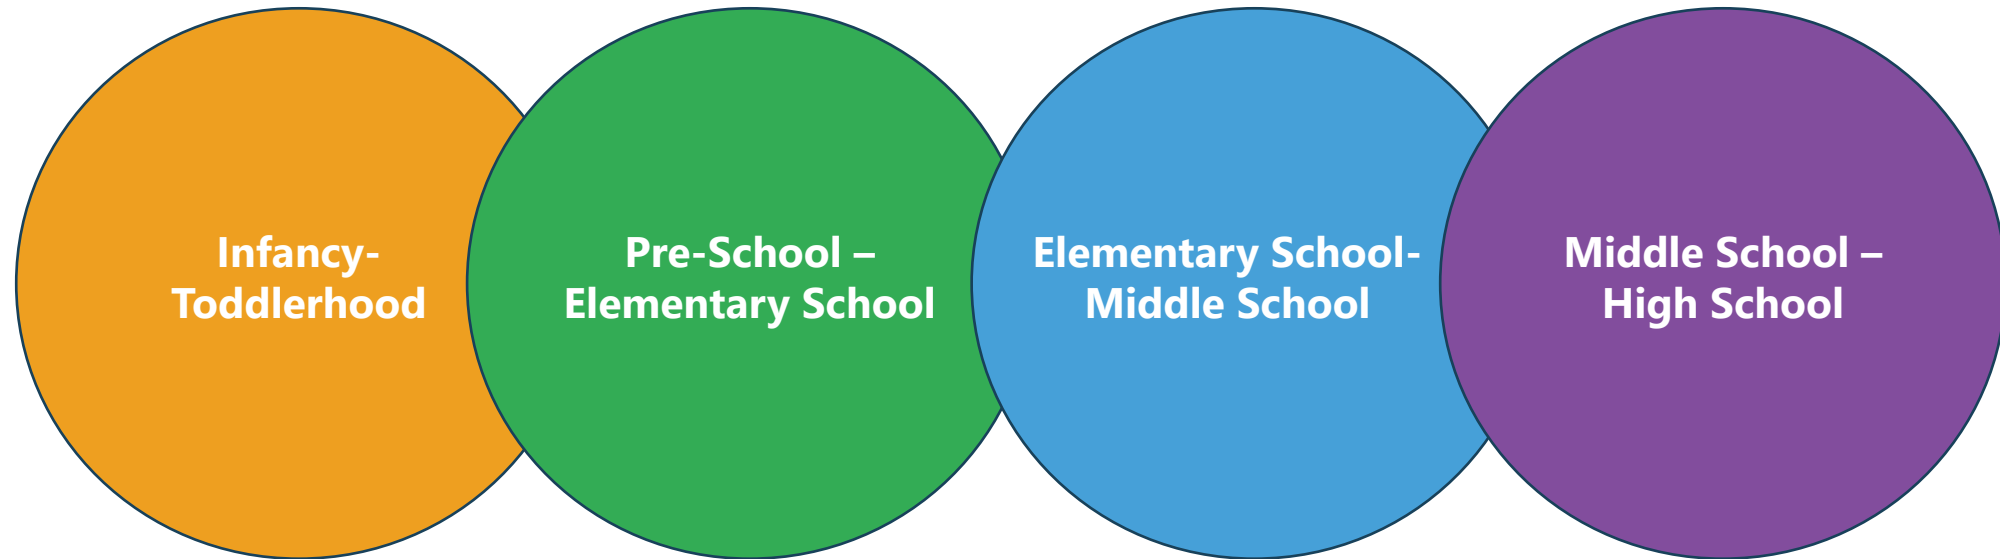 Infancy-
Toddlerhood
Pre-School –
Elementary School
Elementary School-
Middle School
Middle School –
High School